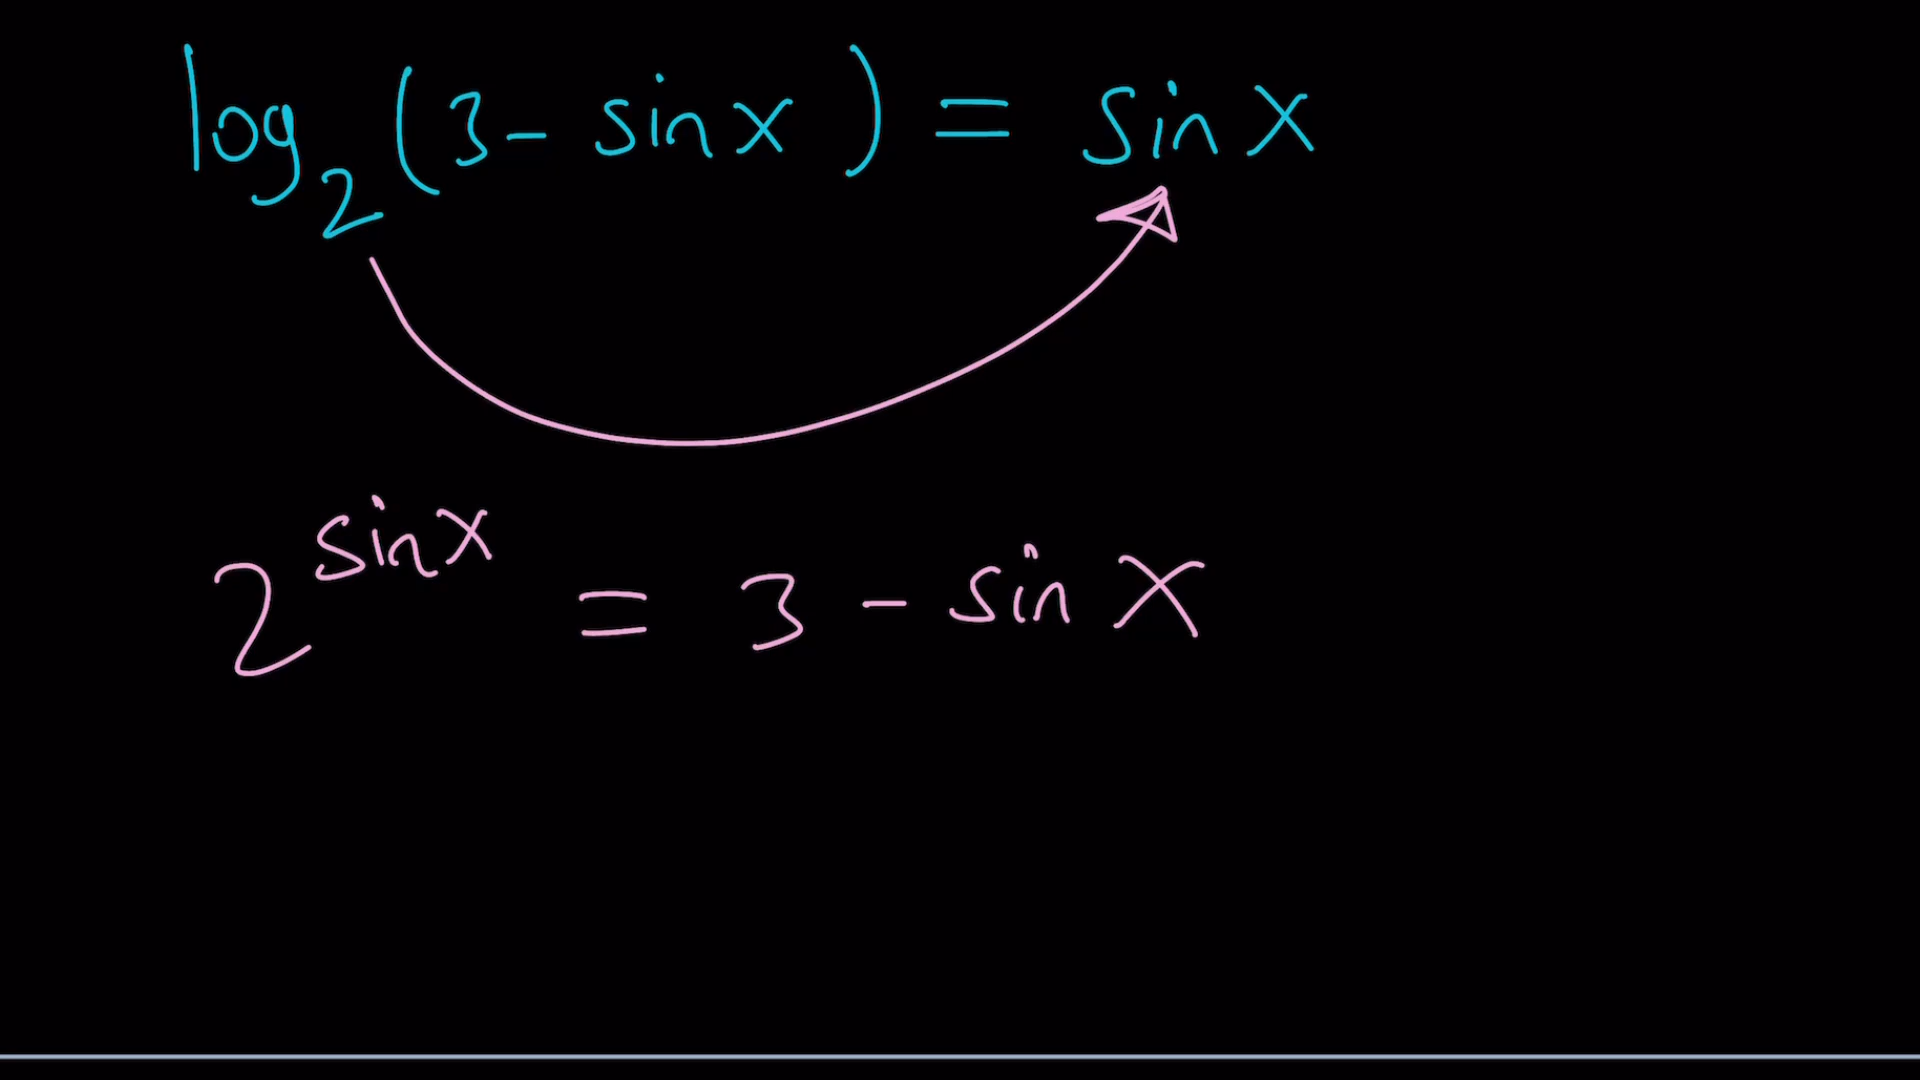 log₂(3 - sin x) = sin x
2^(sin x) = 3 - sin x